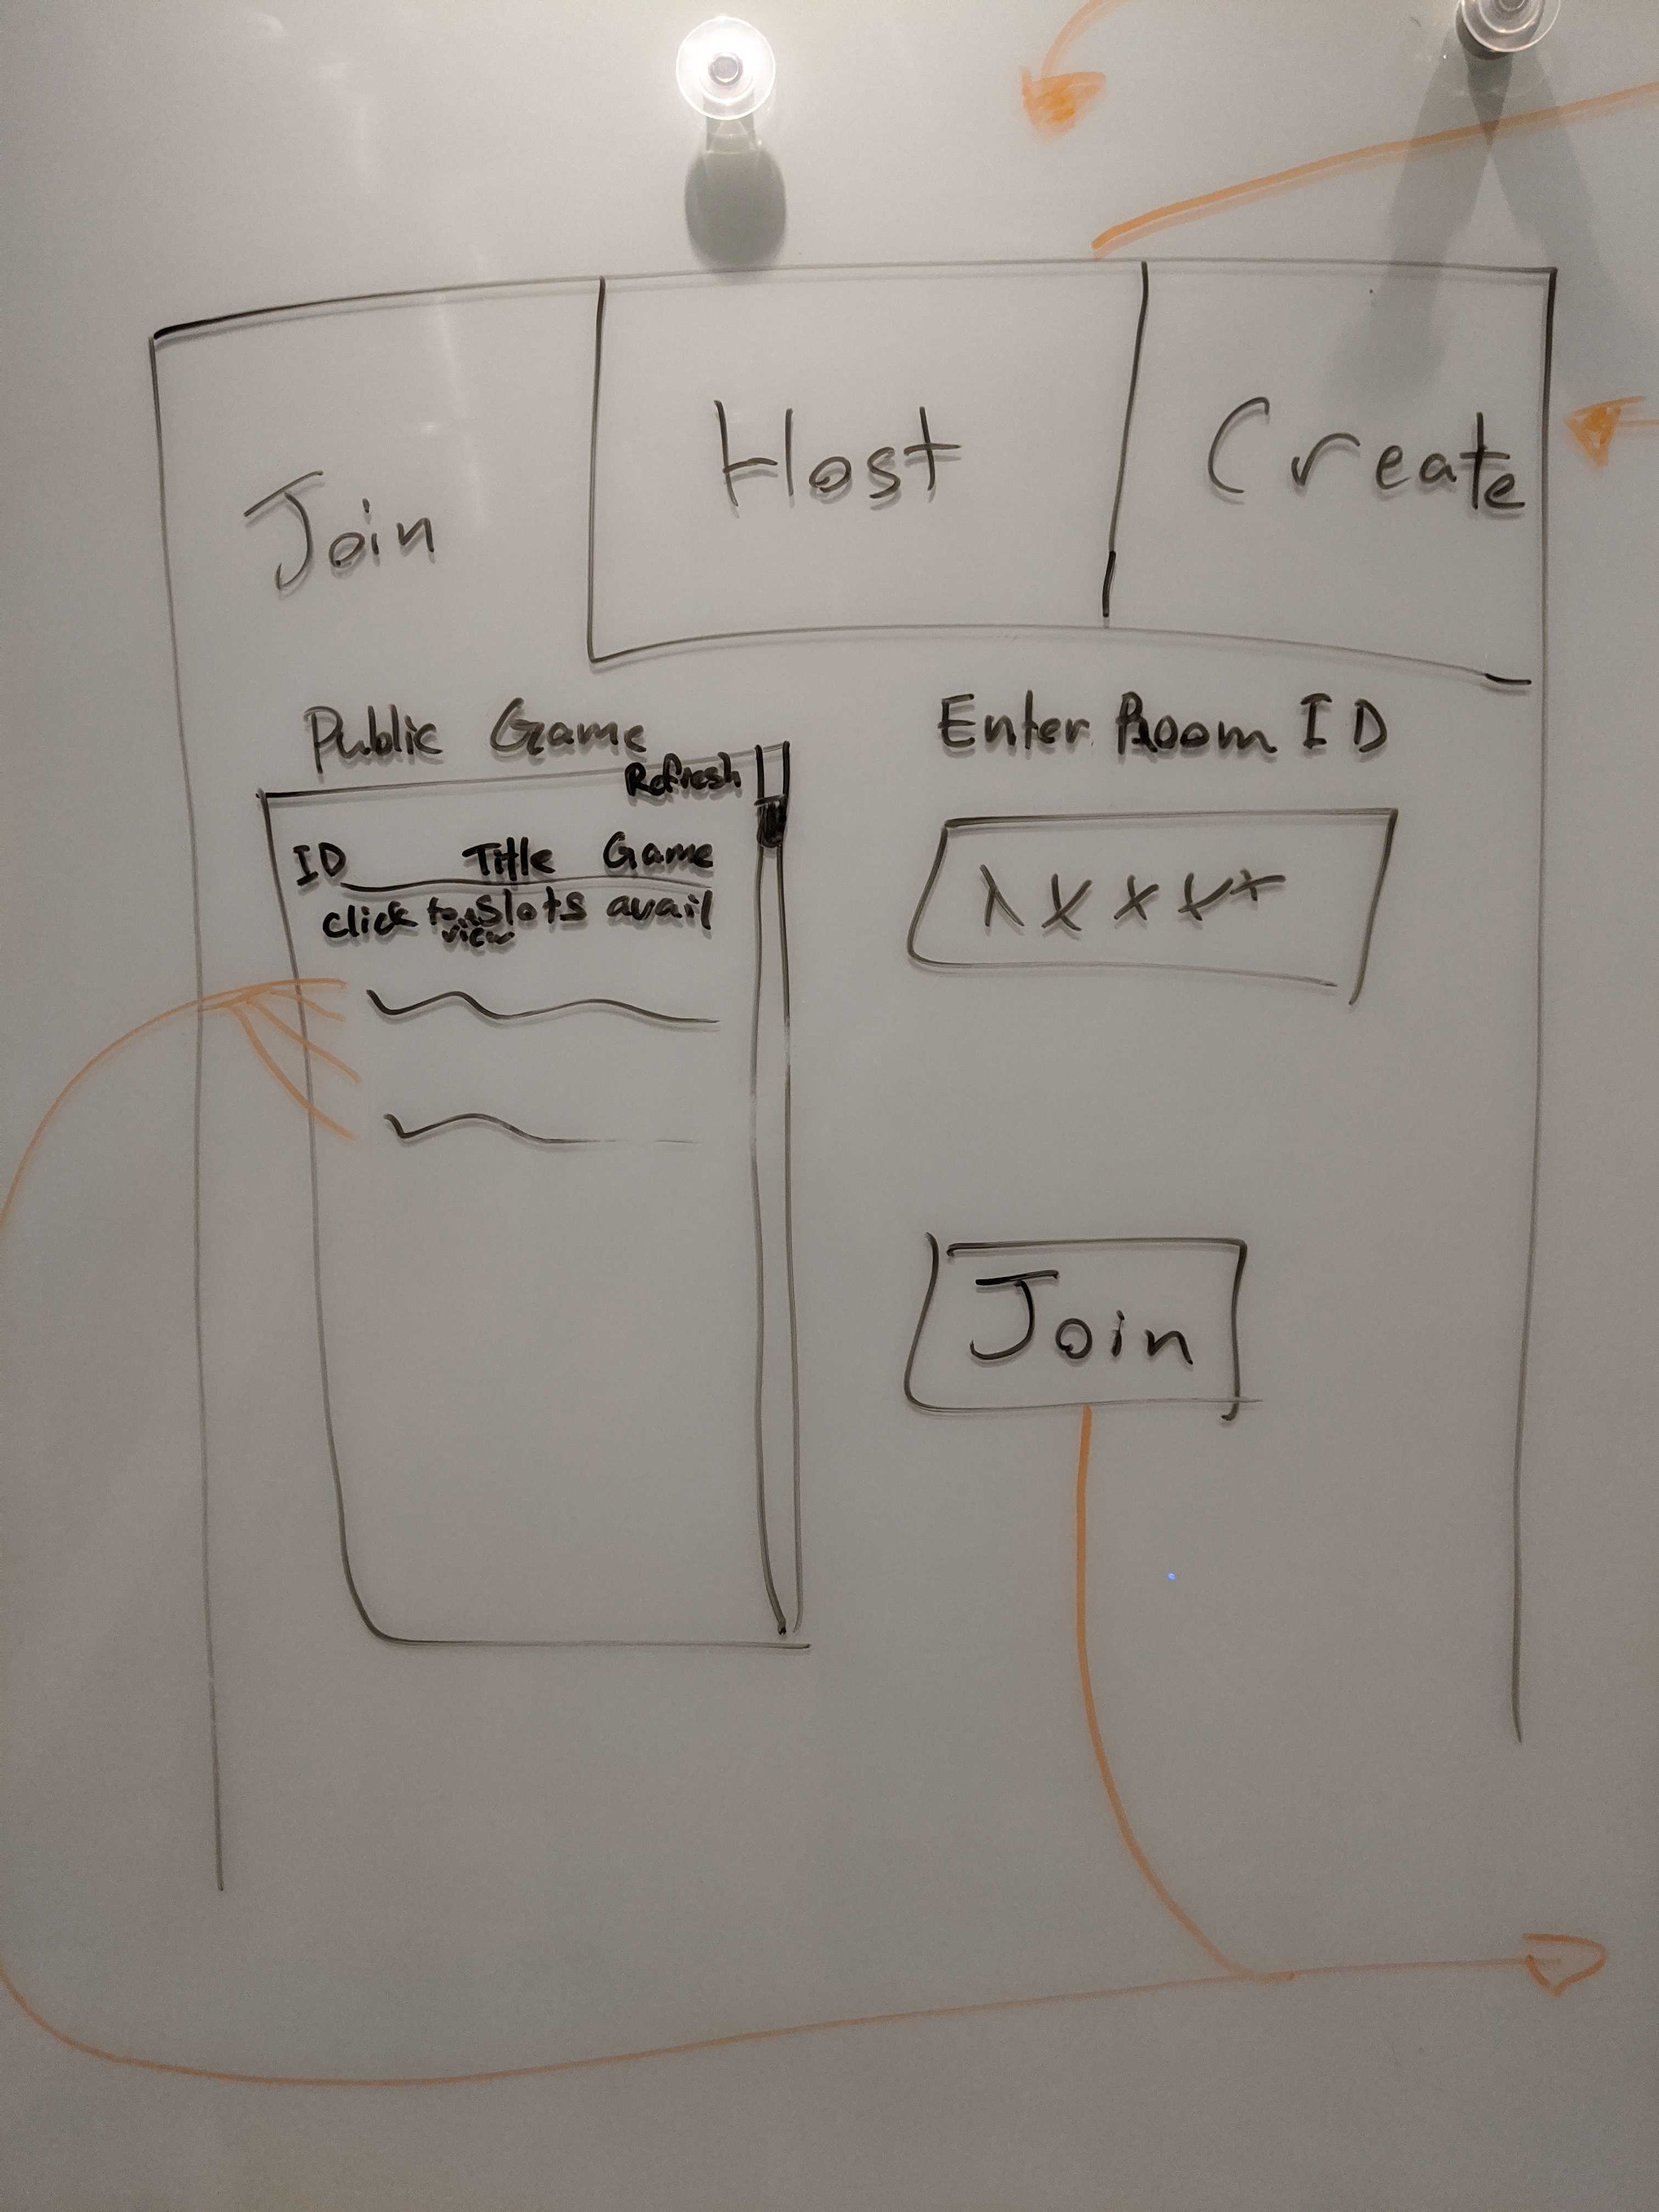 Join Host Create
Public Game
Refresh
ID Title Game
click to view slots avail
Enter Room ID
XXXXX
Join